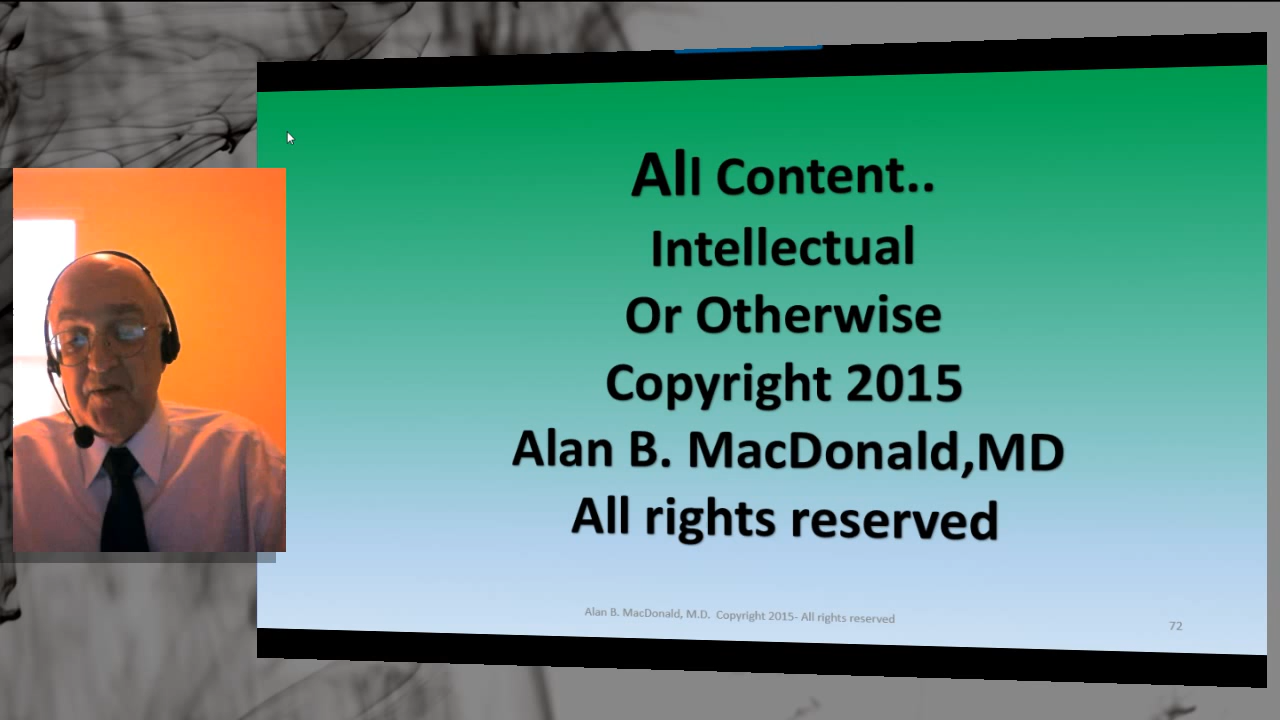 All Content..
Intellectual
Or Otherwise
Copyright 2015
Alan B. MacDonald,MD
All rights reserved
Alan B. MacDonald, M.D.  Copyright 2015- All rights reserved
72